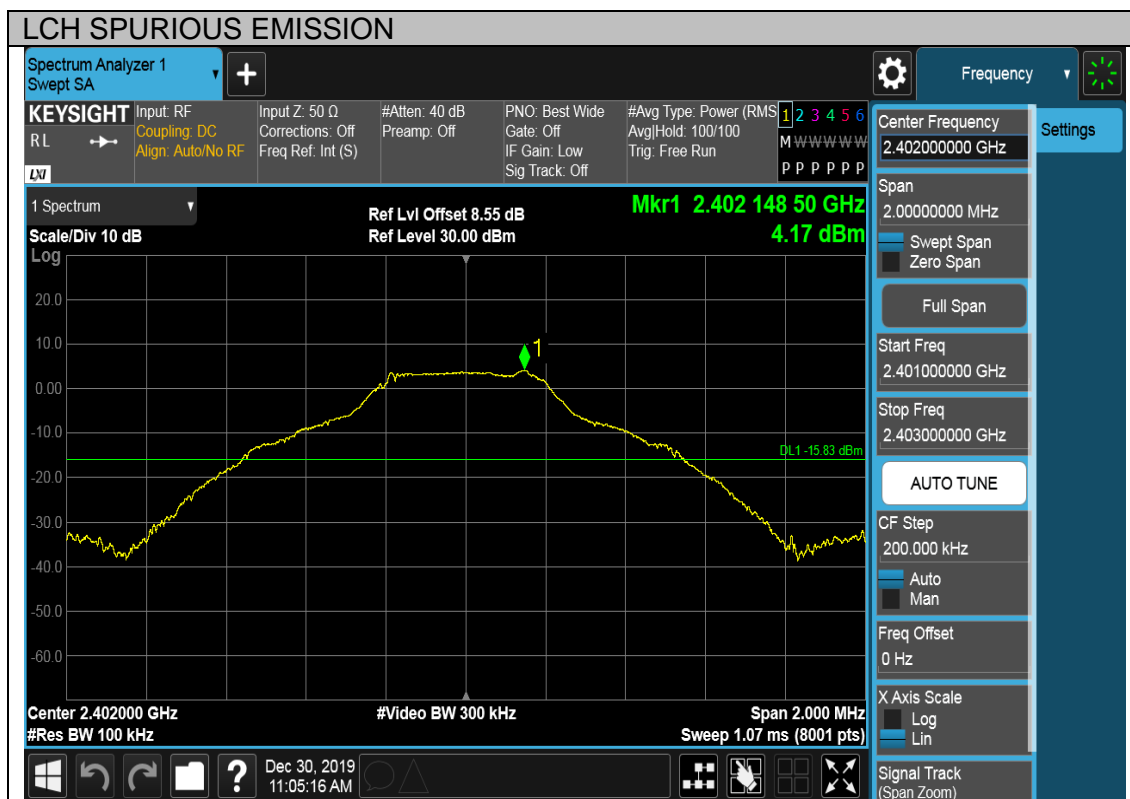 LCH SPURIOUS EMISSION
Spectrum Analyzer 1
Swept SA
Frequency
KEYSIGHT
RL
LXI
Input: RF
Coupling: DC
Align: Auto/No RF
Input Z: 50 Ω
Corrections: Off
Freq Ref: Int (S)
#Atten: 40 dB
Preamp: Off
PNO: Best Wide
Gate: Off
IF Gain: Low
Sig Track: Off
#Avg Type: Power (RMS
Avg|Hold: 100/100
Trig: Free Run
1 2 3 4 5 6
M W W W W W
P P P P P P
1 Spectrum
Scale/Div 10 dB
Log
Ref Lvl Offset 8.55 dB
Ref Level 30.00 dBm
Mkr1 2.402 148 50 GHz
4.17 dBm
20.0
10.0
1
0.00
-10.0
DL1 -15.83 dBm
-20.0
-30.0
-40.0
-50.0
-60.0
Center 2.402000 GHz
#Video BW 300 kHz
Span 2.000 MHz
#Res BW 100 kHz
Sweep 1.07 ms (8001 pts)
Dec 30, 2019
11:05:16 AM
Center Frequency
2.402000000 GHz
Settings
Span
2.00000000 MHz
Swept Span
Zero Span
Full Span
Start Freq
2.401000000 GHz
Stop Freq
2.403000000 GHz
AUTO TUNE
CF Step
200.000 kHz
Auto
Man
Freq Offset
0 Hz
X Axis Scale
Log
Lin
Signal Track
(Span Zoom)